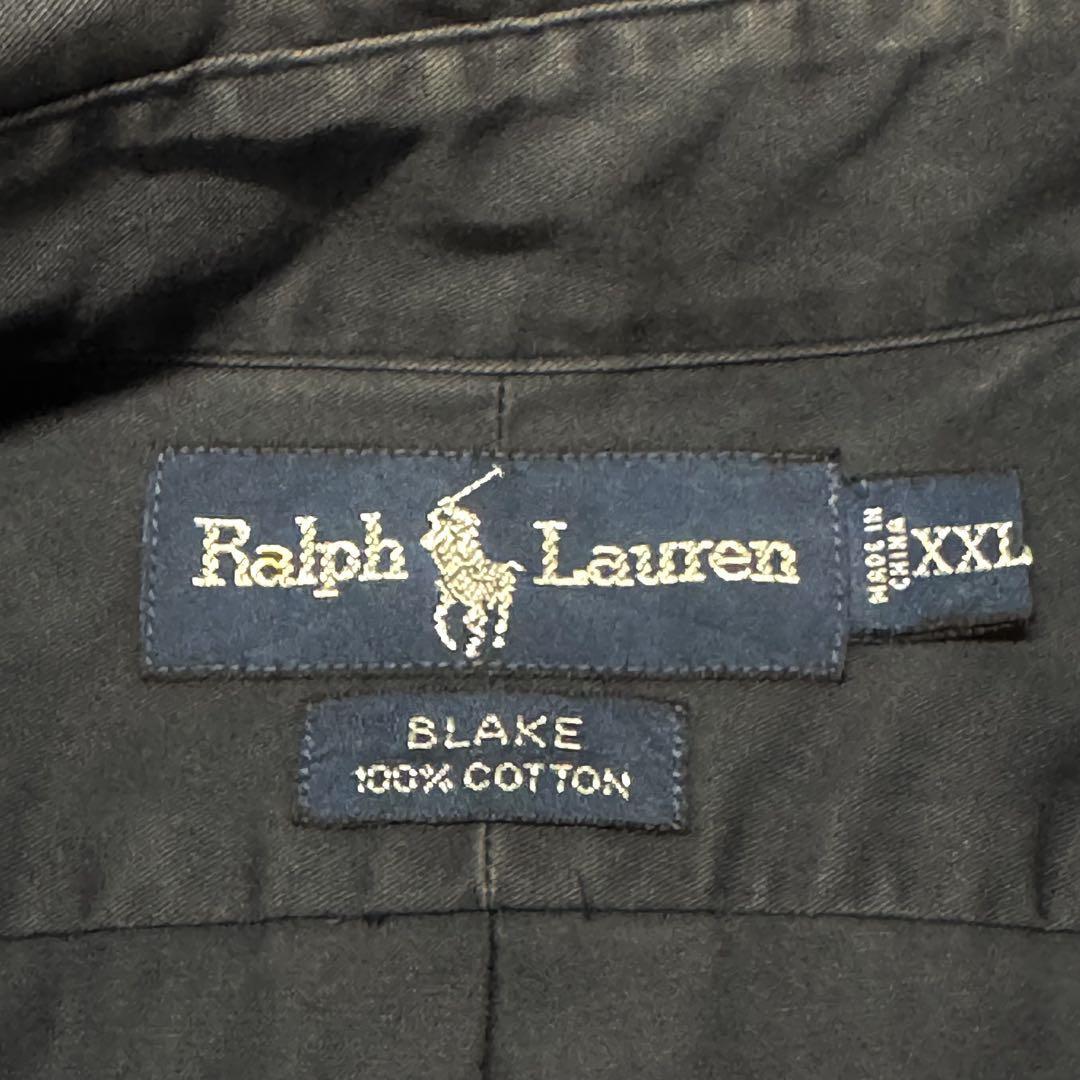 Ralph Lauren
MADE IN
CHINA
XXL
BLAKE
100% COTTON